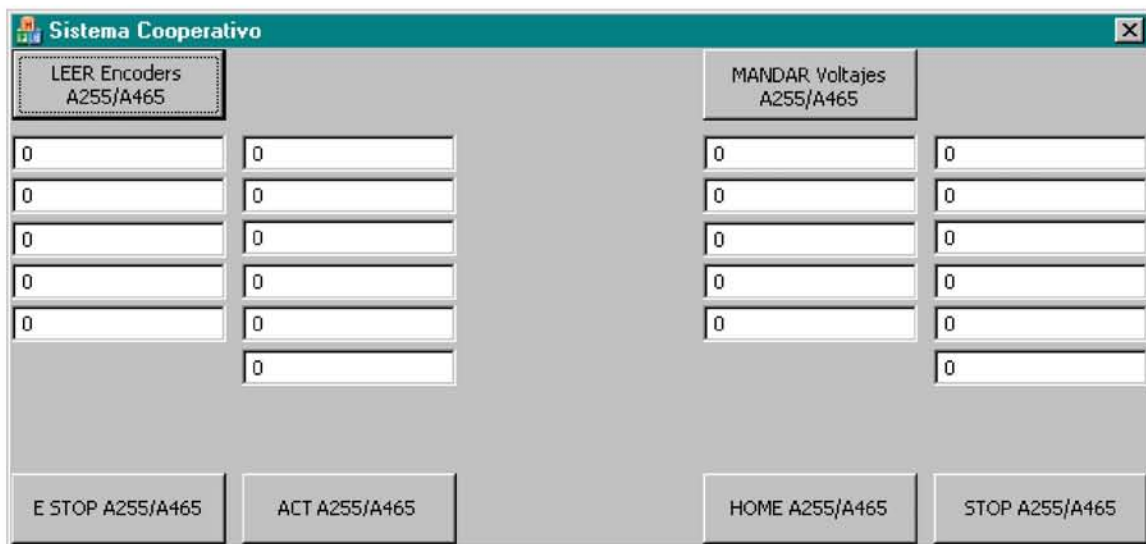 Sistema Cooperativo
LEER Encoders
A255/A465
MANDAR Voltajes
A255/A465
0 0 0 0
0 0 0 0
0 0 0 0
0 0 0 0
0 0 0 0
0 0
E STOP A255/A465
ACT A255/A465
HOME A255/A465
STOP A255/A465